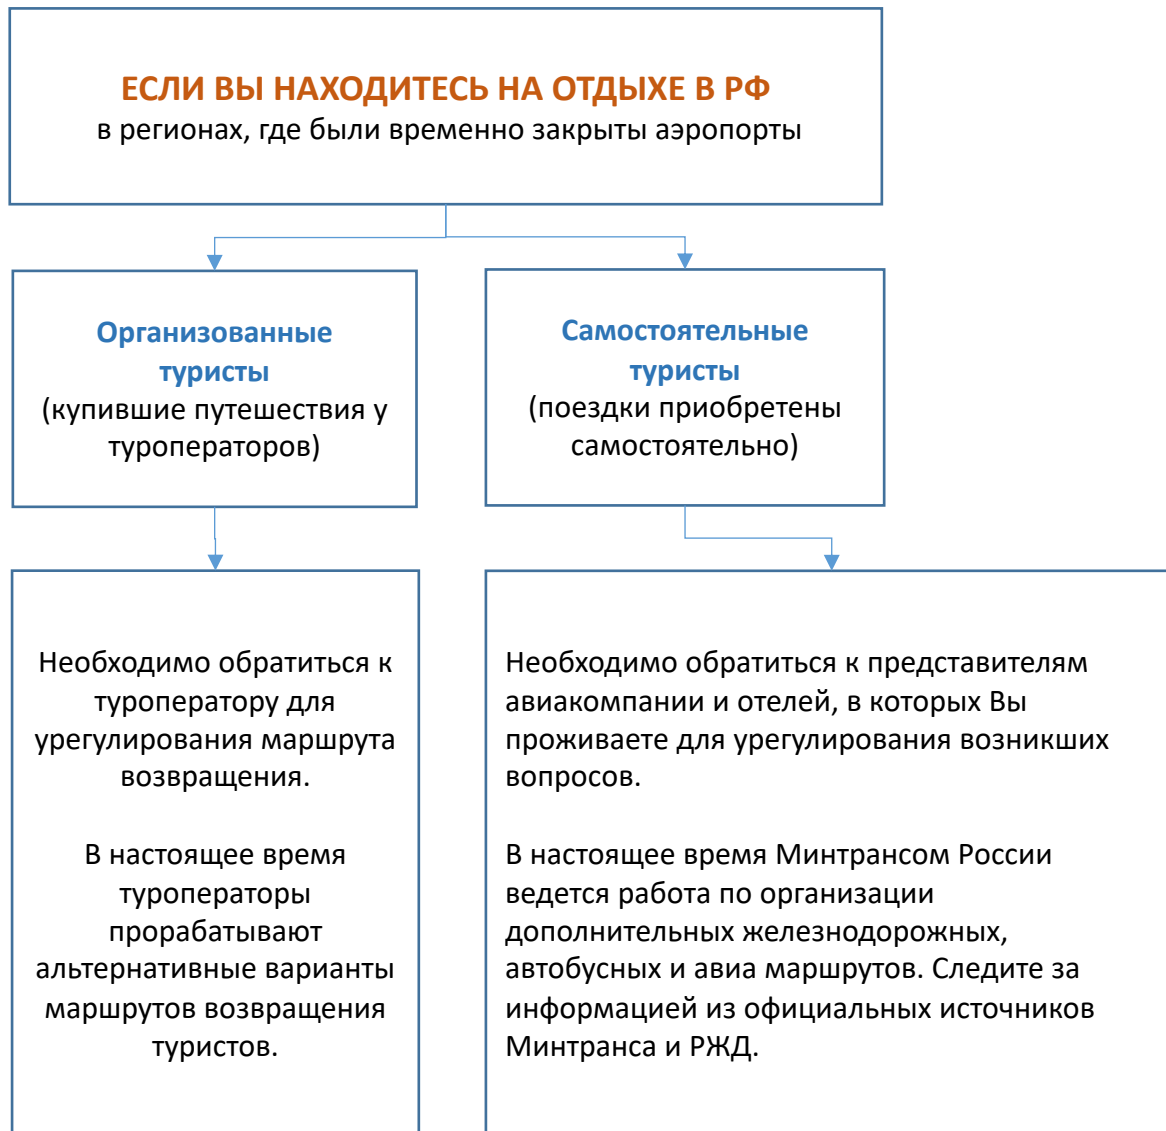 ЕСЛИ ВЫ НАХОДИТЕСЬ НА ОТДЫХЕ В РФ
в регионах, где были временно закрыты аэропорты
Организованные
туристы
(купившие путешествия у
туроператоров)
Самостоятельные
туристы
(поездки приобретены
самостоятельно)
Необходимо обратиться к
туроператору для
урегулирования маршрута
возвращения.
В настоящее время
туроператоры
прорабатывают
альтернативные варианты
маршрутов возвращения
туристов.
Необходимо обратиться к представителям
авиакомпании и отелей, в которых Вы
проживаете для урегулирования возникших
вопросов.
В настоящее время Минтрансом России
ведется работа по организации
дополнительных железнодорожных,
автобусных и авиа маршрутов. Следите за
информацией из официальных источников
Минтранса и РЖД.